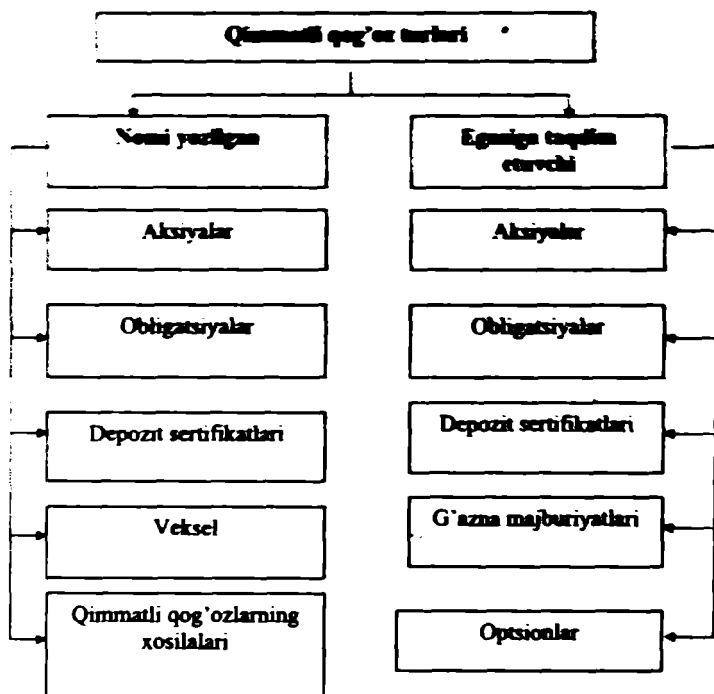 Qimmatli qog'oz turlari
Nomi yozilgan
Egasiga taqdim
etuvchi
Aksiyalar
Aksiyalar
Obligatsiyalar
Obligatsiyalar
Depozit sertifikatlari
Depozit sertifikatlari
Veksel
G'azna majburiyatlari
Qimmatli qog'ozlarning
xosilalari
Optsionlar